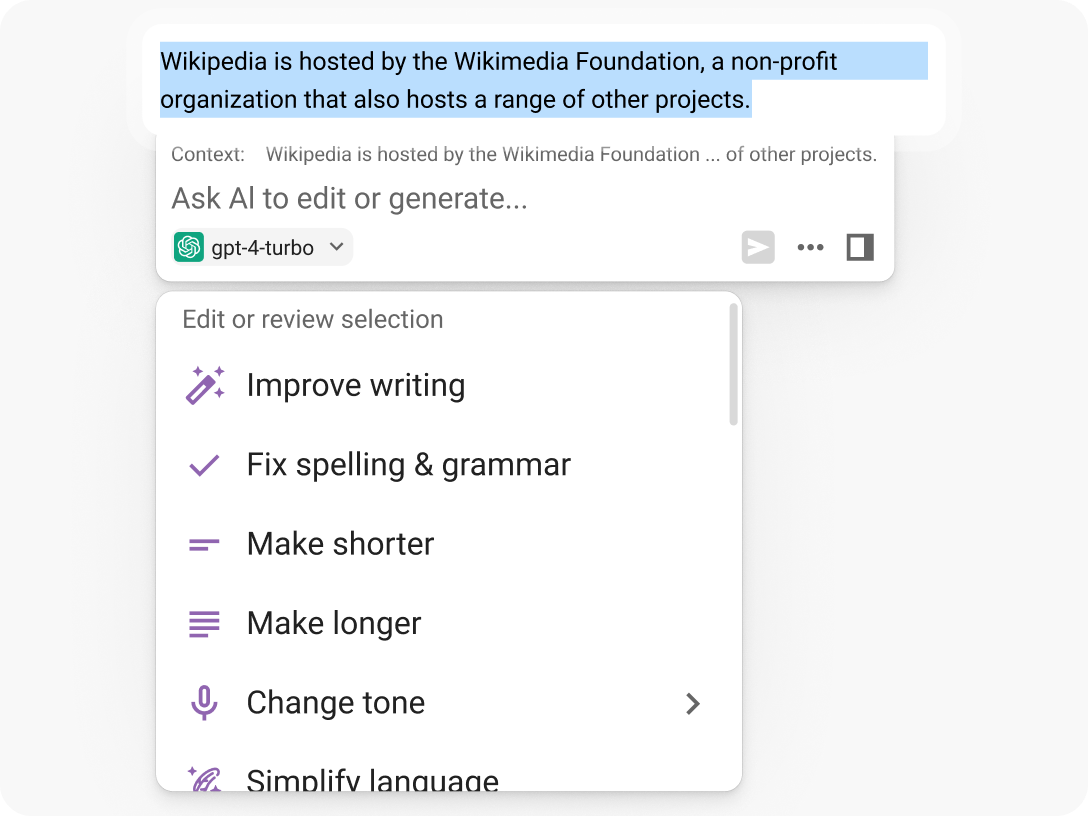 Wikipedia is hosted by the Wikimedia Foundation, a non-profit
organization that also hosts a range of other projects.
Context: Wikipedia is hosted by the Wikimedia Foundation ... of other projects.
Ask AI to edit or generate...
gpt-4-turbo
Edit or review selection
Improve writing
Fix spelling & grammar
Make shorter
Make longer
Change tone
Simplify language